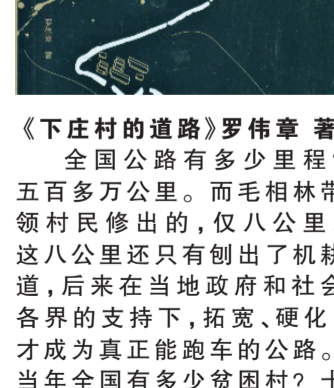 《下庄村的道路》罗伟章 著
全国公路有多少里程
五百多万公里。而毛相林带
领村民修出的，仅八公里
这八公里还只有刨出了机耕
道，后来在当地政府和社会
各界的支持下，拓宽、硬化
才成为真正能跑车的公路。
当年全国有多少贫困村？